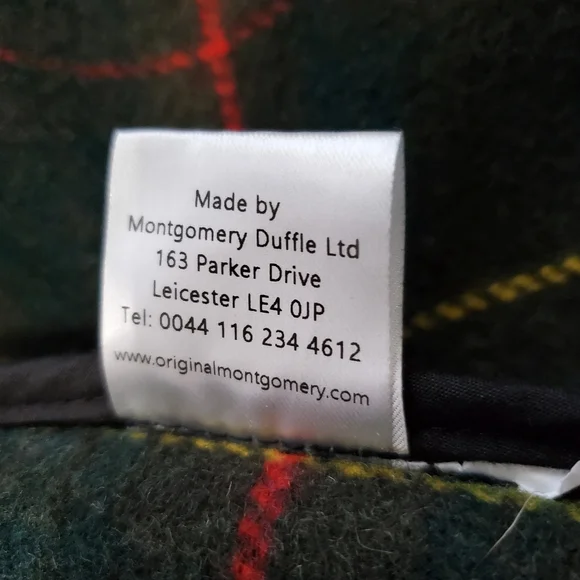 Made by
Montgomery Duffle Ltd
163 Parker Drive
Leicester LE4 0JP
Tel: 0044 116 234 4612
www.originalmontgomery.com